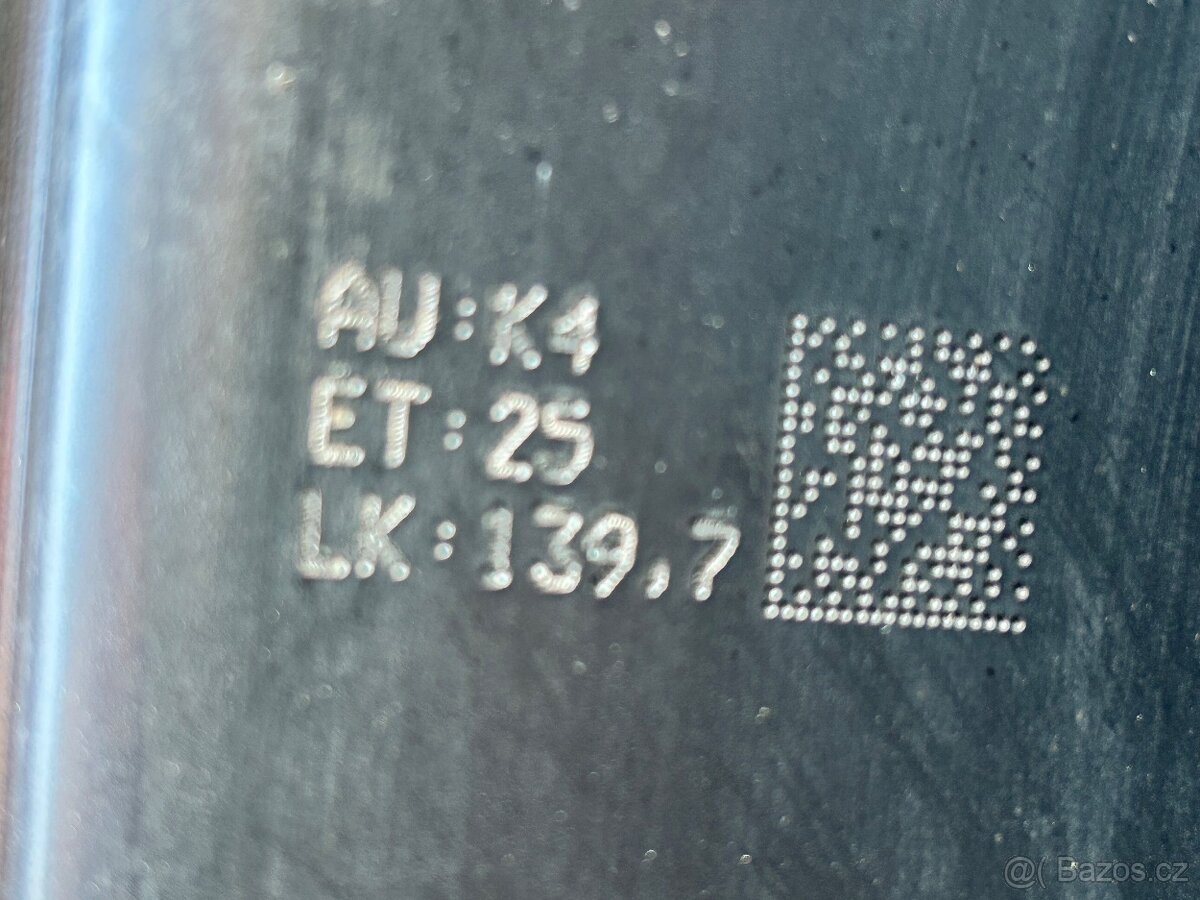 AU:K4
ET:25
LK:139,7
@( Bazos.cz